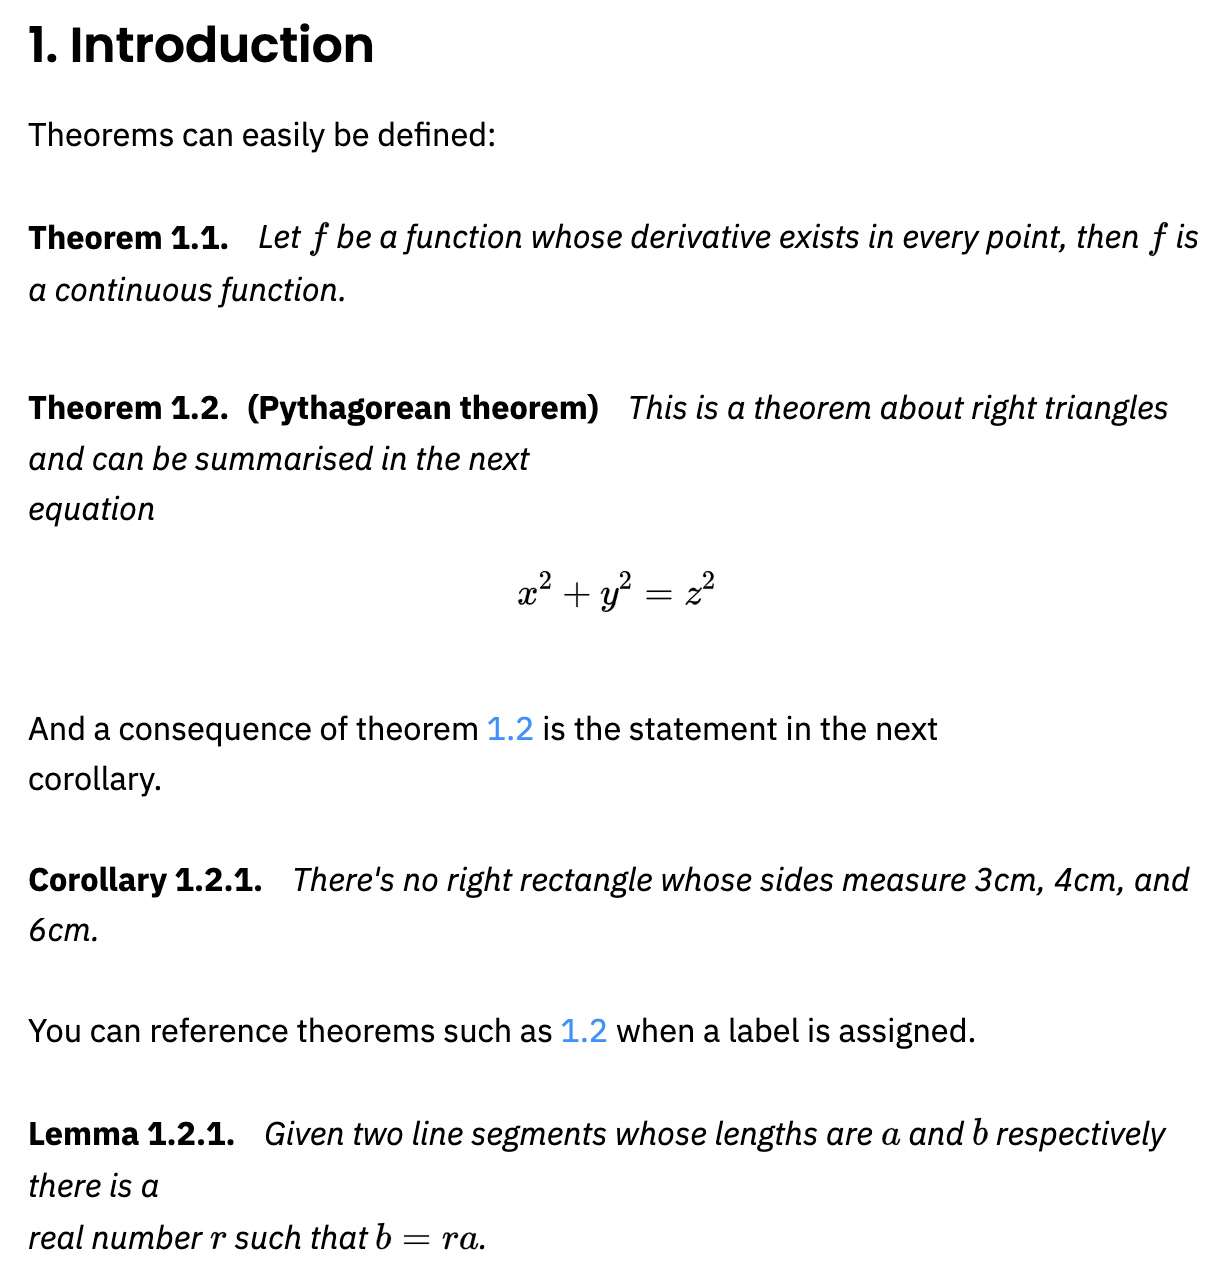 1. Introduction
Theorems can easily be defined:
Theorem 1.1. Let f be a function whose derivative exists in every point, then f is
a continuous function.
Theorem 1.2. (Pythagorean theorem) This is a theorem about right triangles
and can be summarised in the next
equation
x² + y² = z²
And a consequence of theorem 1.2 is the statement in the next
corollary.
Corollary 1.2.1. There's no right rectangle whose sides measure 3cm, 4cm, and
6cm.
You can reference theorems such as 1.2 when a label is assigned.
Lemma 1.2.1. Given two line segments whose lengths are a and b respectively
there is a
real number r such that b = ra.